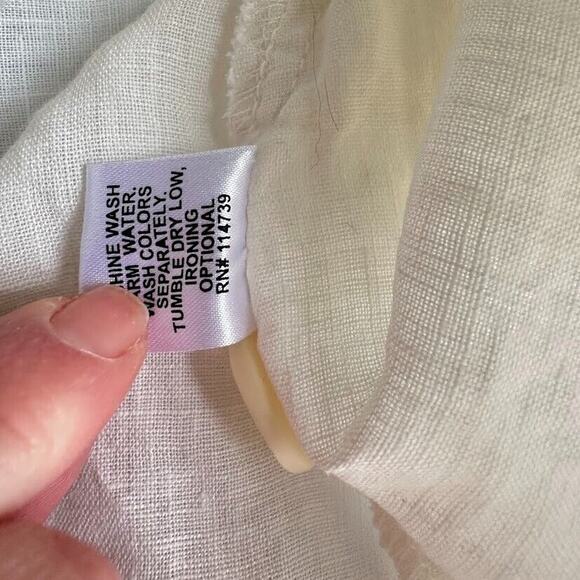 HINE WASH
ARM WATER.
WASH COLORS
SEPARATELY.
TUMBLE DRY LOW,
IRONING
OPTIONAL
RN# 114739